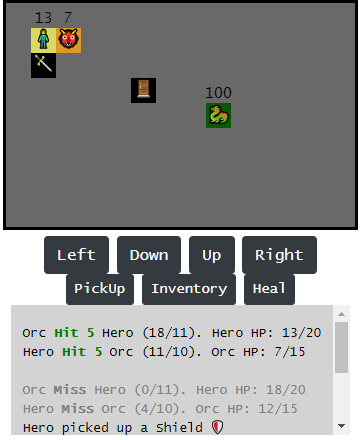 13 7
100
Left Down Up Right
PickUp Inventory Heal
Orc Hit 5 Hero (18/11). Hero HP: 13/20
Hero Hit 5 Orc (11/10). Orc HP: 7/15
Orc Miss Hero (0/11). Hero HP: 18/20
Hero Miss Orc (4/10). Orc HP: 12/15
Hero picked up a shield